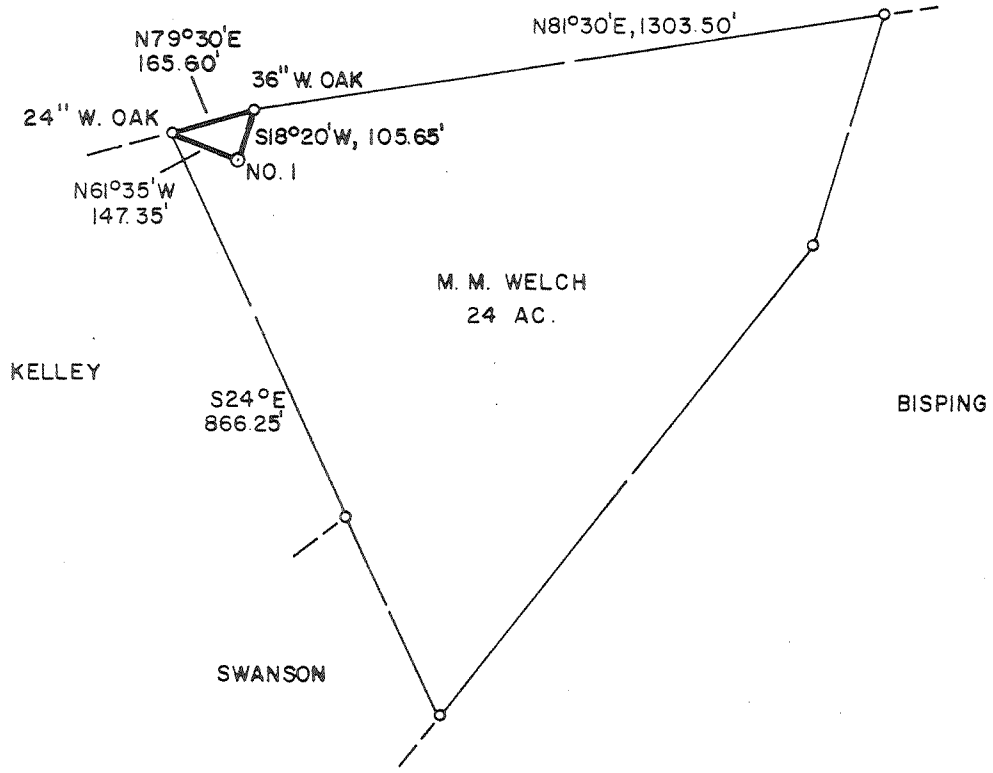 N81°30'E, 1303.50'
N79°30'E
165.60'
36" W. OAK
24" W. OAK
S18°20'W, 105.65'
NO. 1
N61°35'W
147.35'
M. M. WELCH
24 AC.
KELLEY
S24°E
866.25'
BISPING
SWANSON